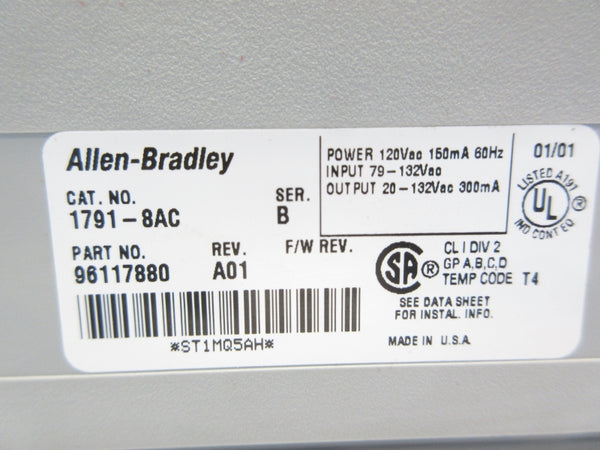 Allen-Bradley
CAT. NO. SER.
1791-8AC B
PART NO. REV. F/W REV.
96117880 A01
*ST1MQ5AH*
POWER 120Vac 150mA 60Hz
INPUT 79-132Vac
OUTPUT 20-132Vac 300mA
01/01
LISTED A197
UL ®
IND CONT EQ.
SA ®
CL I DIV 2
GP A,B,C,D
TEMP CODE T4
SEE DATA SHEET
FOR INSTAL. INFO.
MADE IN U.S.A.